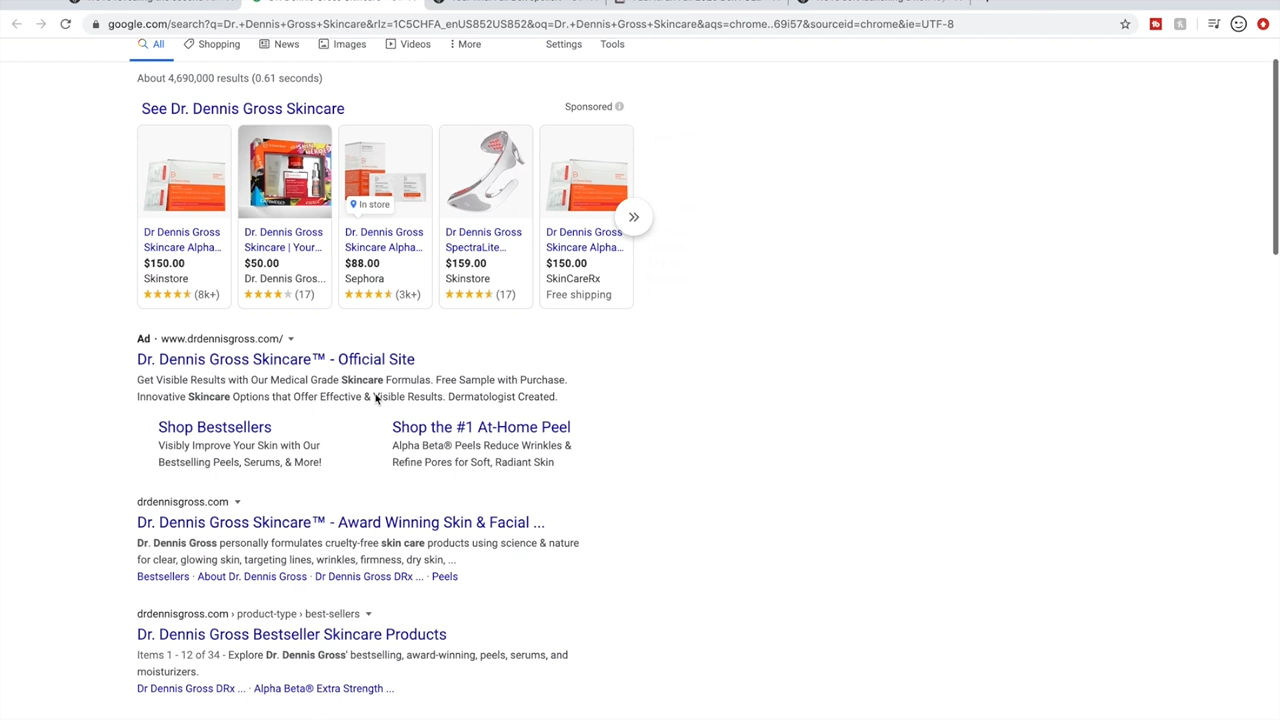 google.com/search?q=Dr.+Dennis+Gross+Skincare&rlz=1C5CHFA_enUS852US852&oq=Dr.+Dennis+Gross+Skincare&aqs=chrome..69i57&sourceid=chrome&ie=UTF-8
All Shopping News Images Videos More Settings Tools
About 4,690,000 results (0.61 seconds)
See Dr. Dennis Gross Skincare Sponsored
In store
Dr Dennis Gross Skincare Alpha...
$150.00
Skinstore
(8k+)
Dr. Dennis Gross Skincare | Your...
$50.00
Dr. Dennis Gros...
(17)
Dr. Dennis Gross Skincare Alpha...
$88.00
Sephora
(3k+)
Dr Dennis Gross SpectraLite...
$159.00
Skinstore
(17)
Dr Dennis Gross Skincare Alpha...
$150.00
SkinCareRx
Free shipping
Ad · www.drdennisgross.com/
Dr. Dennis Gross Skincare™ - Official Site
Get Visible Results with Our Medical Grade Skincare Formulas. Free Sample with Purchase.
Innovative Skincare Options that Offer Effective & Visible Results. Dermatologist Created.
Shop Bestsellers
Visibly Improve Your Skin with Our
Bestselling Peels, Serums, & More!
Shop the #1 At-Home Peel
Alpha Beta® Peels Reduce Wrinkles &
Refine Pores for Soft, Radiant Skin
drdennisgross.com
Dr. Dennis Gross Skincare™ - Award Winning Skin & Facial ...
Dr. Dennis Gross personally formulates cruelty-free skin care products using science & nature
for clear, glowing skin, targeting lines, wrinkles, firmness, dry skin, ...
Bestsellers · About Dr. Dennis Gross · Dr Dennis Gross DRx ... · Peels
drdennisgross.com › product-type › best-sellers
Dr. Dennis Gross Bestseller Skincare Products
Items 1 - 12 of 34 - Explore Dr. Dennis Gross' bestselling, award-winning, peels, serums, and
moisturizers.
Dr Dennis Gross DRx ... · Alpha Beta® Extra Strength ...